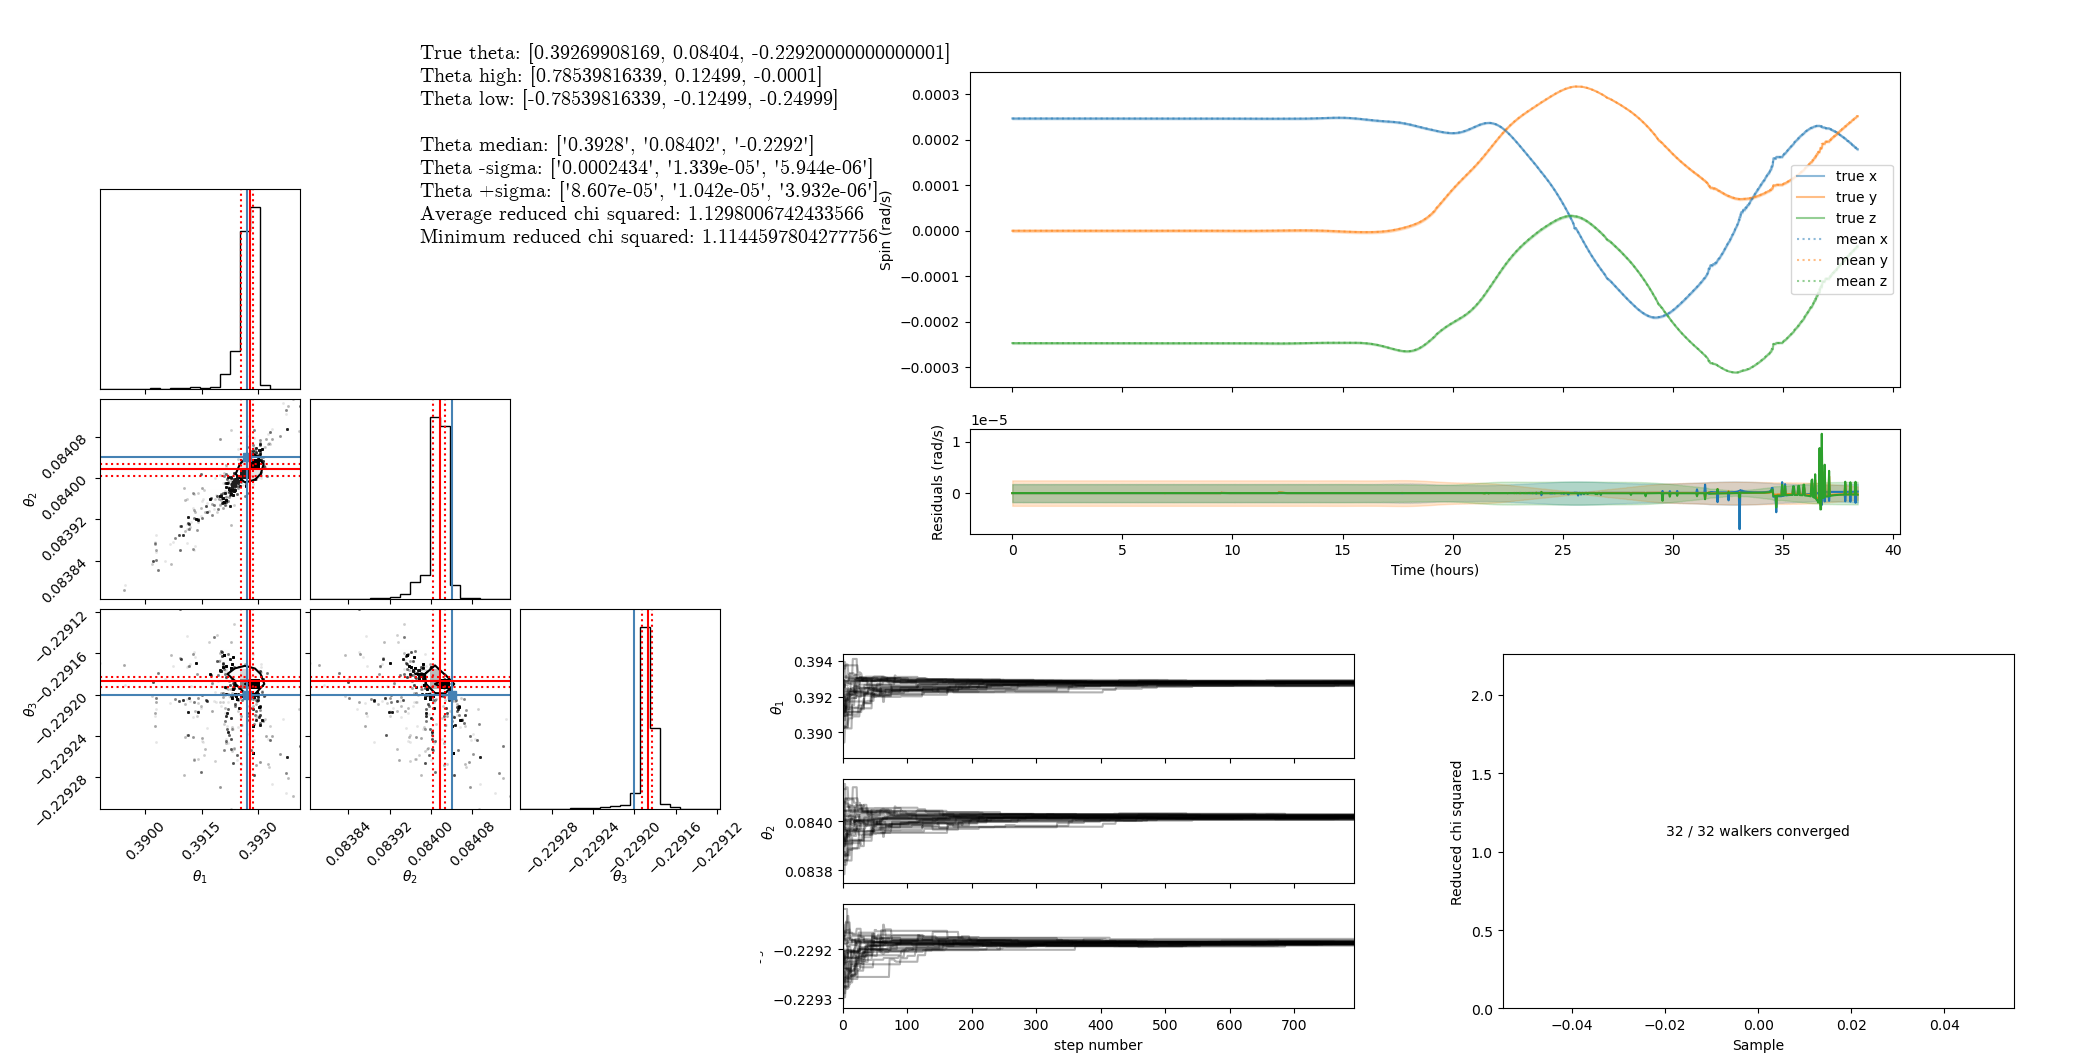 True theta: [0.39269908169, 0.08404, -0.22920000000000001]
Theta high: [0.78539816339, 0.12499, -0.0001]
Theta low: [-0.78539816339, -0.12499, -0.24999]
Theta median: ['0.3928', '0.08402', '-0.2292']
Theta -sigma: ['0.0002434', '1.339e-05', '5.944e-06']
Theta +sigma: ['8.607e-05', '1.042e-05', '3.932e-06']
Average reduced chi squared: 1.1298006742433566
Minimum reduced chi squared: 1.1144597804277756
0.0003
0.0002
0.0001
0.0000
−0.0001
−0.0002
−0.0003
Spin (rad/s)
true x
true y
true z
mean x
mean y
mean z
1e−5
1
0
Residuals (rad/s)
0 5 10 15 20 25 30 35 40
Time (hours)
θ2
0.08408
0.08400
0.08392
0.08384
θ3
−0.22912
−0.22916
−0.22920
−0.22924
−0.22928
0.3900 0.3915 0.3930
θ1
0.08384 0.08392 0.08400 0.08408
θ2
−0.22928 −0.22924 −0.22920 −0.22916 −0.22912
θ3
θ1
0.394
0.392
0.390
θ2
0.0840
0.0838
−0.2292
−0.2293
0 100 200 300 400 500 600 700
step number
Reduced chi squared
2.0
1.5
1.0
0.5
0.0
32 / 32 walkers converged
−0.04 −0.02 0.00 0.02 0.04
Sample